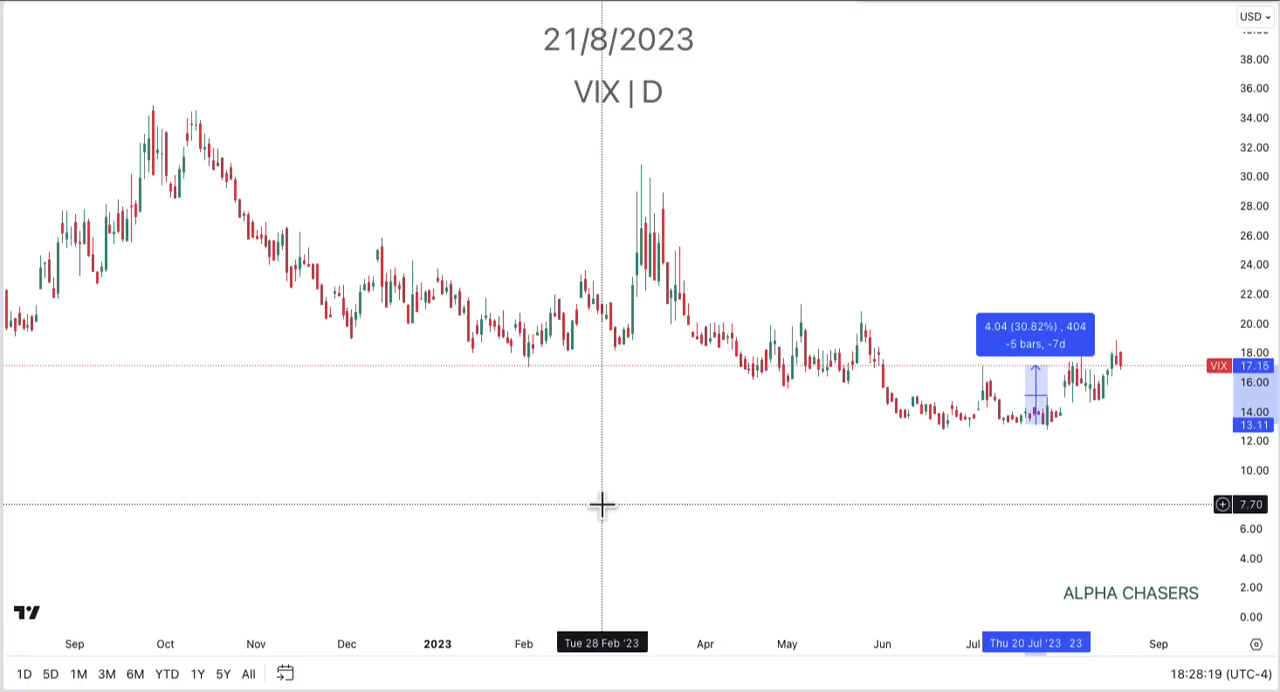 21/8/2023
VIX | D
USD
38.00
36.00
34.00
32.00
30.00
28.00
26.00
24.00
22.00
20.00
18.00
VIX 17.15
16.00
14.00
13.11
12.00
10.00
7.70
6.00
4.00
2.00
0.00
4.04 (30.82%) , 404
-5 bars, -7d
ALPHA CHASERS
Sep Oct Nov Dec 2023 Feb Tue 28 Feb '23 Apr May Jun Jul Thu 20 Jul '23 23 Sep
1D 5D 1M 3M 6M YTD 1Y 5Y All 18:28:19 (UTC-4)